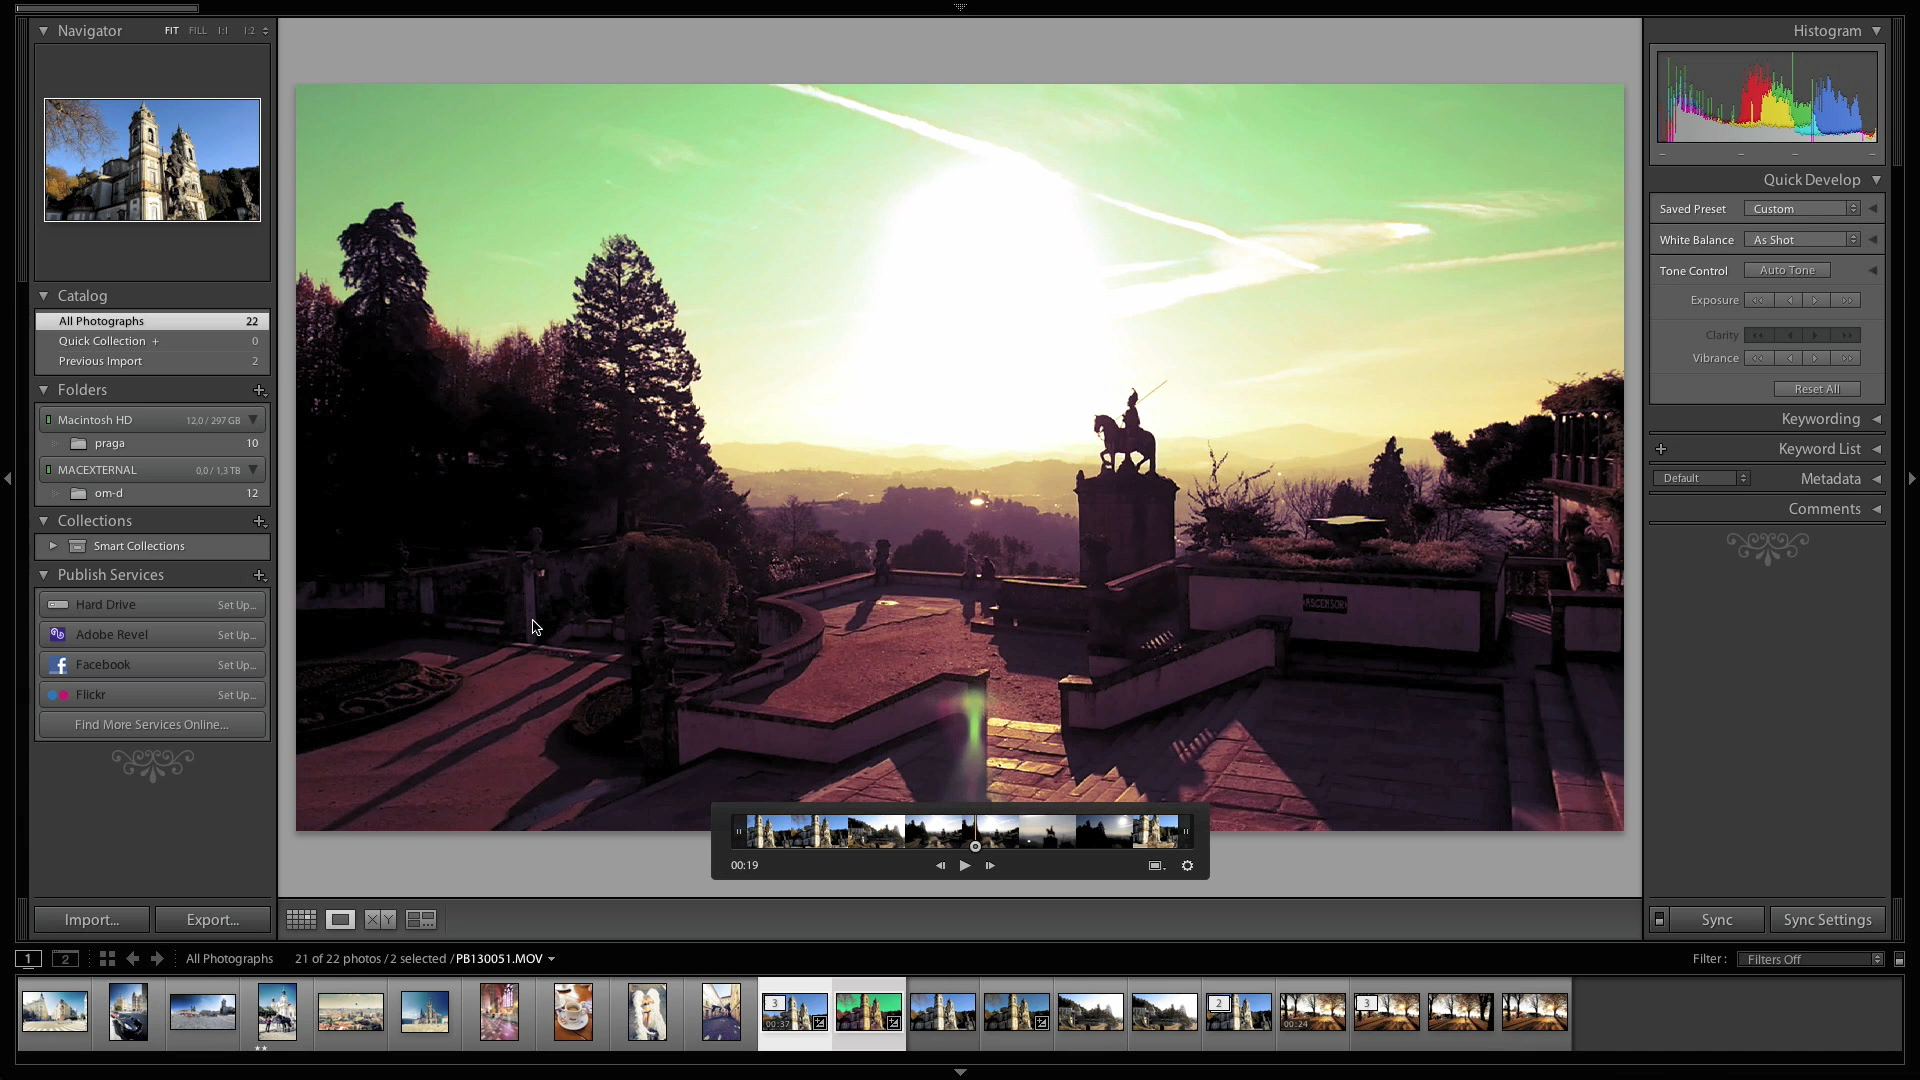 Navigator FIT FILL 1:1 1:2
Catalog
All Photographs 22
Quick Collection + 0
Previous Import 2
Folders
Macintosh HD 12,0 / 297 GB
praga 10
MACEXTERNAL 0,0 / 1,3 TB
om-d 12
Collections
Smart Collections
Publish Services
Hard Drive Set Up...
Adobe Revel Set Up...
Facebook Set Up...
Flickr Set Up...
Find More Services Online...
Import... Export...
ASCENSOR
00:19
XY
Histogram
Quick Develop
Saved Preset Custom
White Balance As Shot
Tone Control Auto Tone
Exposure
Clarity
Vibrance
Reset All
Keywording
Keyword List
Default Metadata
Comments
Sync Sync Settings
1 2 All Photographs 21 of 22 photos / 2 selected / PB130051.MOV
Filter : Filters Off
3 2 3
00:37 00:24